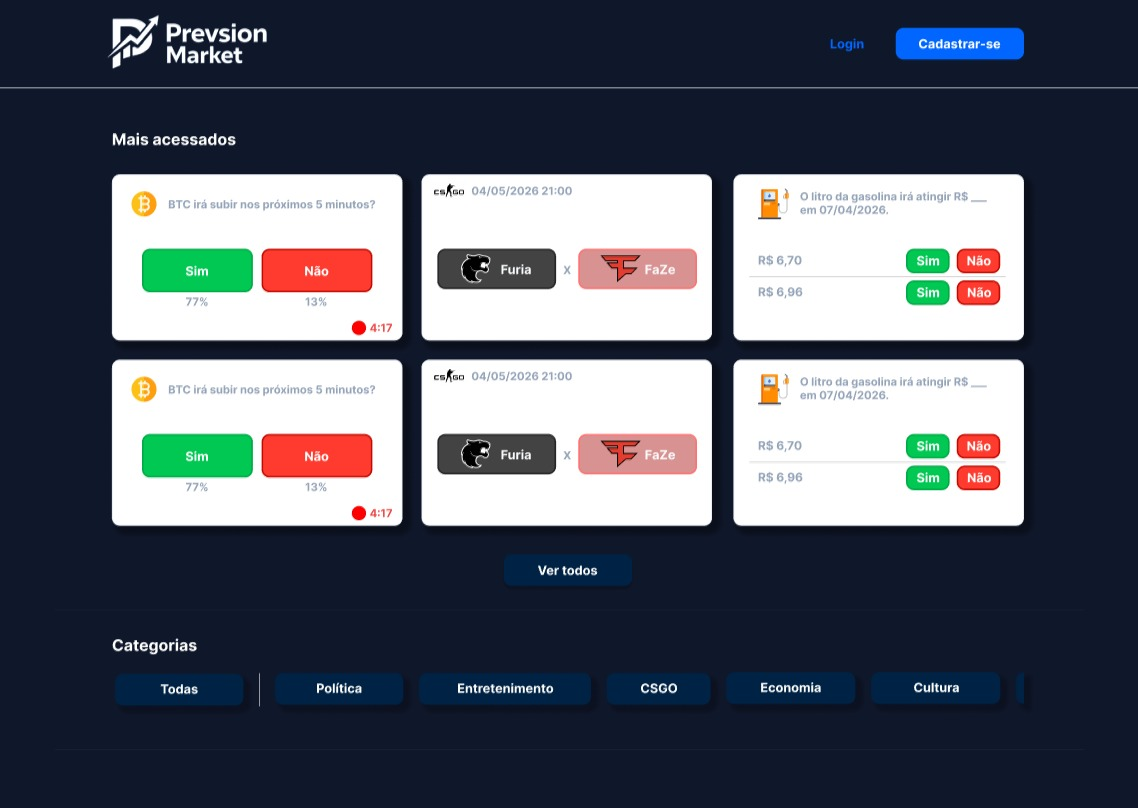 Prevsion
Market
Login
Cadastrar-se
Mais acessados
BTC irá subir nos próximos 5 minutos?
Sim
Não
77%
13%
4:17
CS GO 04/05/2026 21:00
Furia
X
FaZe
O litro da gasolina irá atingir R$ ___
em 07/04/2026.
R$ 6,70
Sim
Não
R$ 6,96
Sim
Não
BTC irá subir nos próximos 5 minutos?
Sim
Não
77%
13%
4:17
CS GO 04/05/2026 21:00
Furia
X
FaZe
O litro da gasolina irá atingir R$ ___
em 07/04/2026.
R$ 6,70
Sim
Não
R$ 6,96
Sim
Não
Ver todos
Categorias
Todas
Política
Entretenimento
CSGO
Economia
Cultura